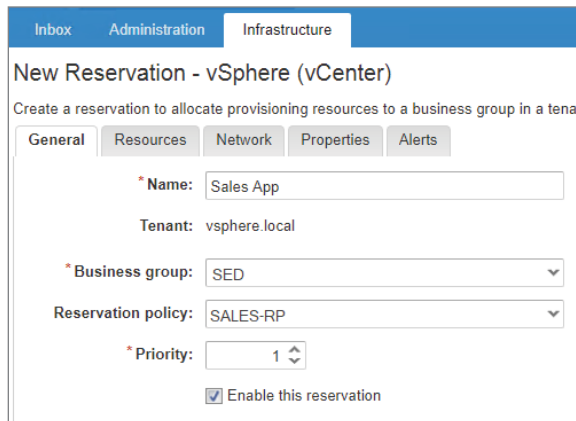 Inbox Administration Infrastructure
New Reservation - vSphere (vCenter)
Create a reservation to allocate provisioning resources to a business group in a tena
General Resources Network Properties Alerts
*Name: Sales App
Tenant: vsphere.local
*Business group: SED
Reservation policy: SALES-RP
*Priority: 1
Enable this reservation